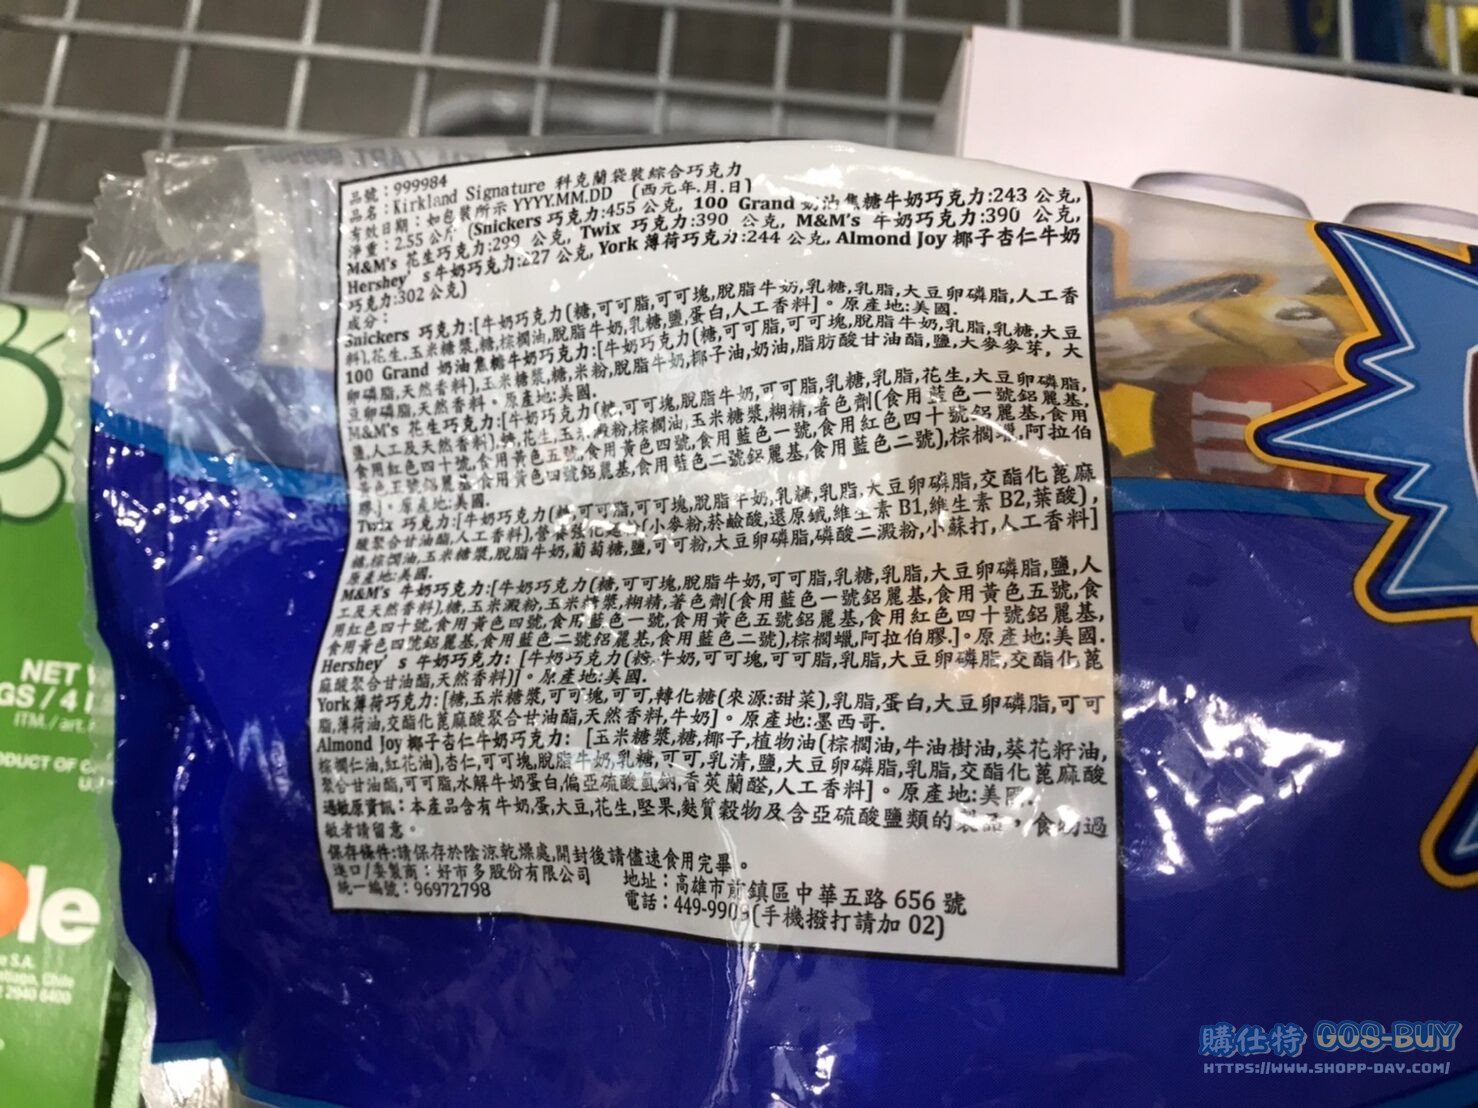 品號：999984
品名：Kirkland Signature 科克蘭袋裝綜合巧克力
有效日期：如包裝所示 YYYY.MM.DD （西元年.月.日）
淨重：2.55 公斤 (Snickers 巧克力:455 公克, 100 Grand 奶油焦糖牛奶巧克力:243 公克,
M&M's 花生巧克力:299 公克, Twix 巧克力:390 公克, M&M's 牛奶巧克力:390 公克,
Hershey's 牛奶巧克力:227 公克, York 薄荷巧克力:244 公克, Almond Joy 椰子杏仁牛奶
巧克力:302 公克)
成分：
Snickers 巧克力:[牛奶巧克力(糖,可可脂,可可塊,脫脂牛奶,乳糖,乳脂,大豆卵磷脂,人工香
料),花生,玉米糖漿,糖,棕櫚油,脫脂牛奶,乳糖,鹽,蛋白,人工香料]。原產地:美國.
100 Grand 奶油焦糖牛奶巧克力:[牛奶巧克力(糖,可可脂,可可塊,脫脂牛奶,乳脂,乳糖,大豆
卵磷脂,天然香料),玉米糖漿,糖,米粉,脫脂牛奶,椰子油,奶油,脂肪酸甘油酯,鹽,大麥麥芽, 大
豆卵磷脂,天然香料。原產地:美國.
M&M's 花生巧克力:[牛奶巧克力(糖,可可塊,脫脂牛奶,可可脂,乳糖,乳脂,花生,大豆卵磷脂,
鹽,人工及天然香料),糖,花生,玉米澱粉,棕櫚油,玉米糖漿,糊精,著色劑(食用藍色一號鋁麗基,
食用紅色四十號,食用黃色五號,食用黃色四號,食用藍色一號,食用紅色四十號鋁麗基,食用
黃色五號鋁麗基,食用黃色四號鋁麗基,食用藍色二號鋁麗基,食用藍色二號),棕櫚蠟,阿拉伯
膠]。原產地:美國.
Twix 巧克力:[牛奶巧克力(糖,可可脂,可可塊,脫脂牛奶,乳糖,乳脂,大豆卵磷脂,交酯化蓖麻
酸聚合甘油酯,人工香料),營養強化麵粉(小麥粉,菸鹼酸,還原鐵,維生素 B1,維生素 B2,葉酸),
糖,棕櫚油,玉米糖漿,脫脂牛奶,葡萄糖,鹽,可可粉,大豆卵磷脂,磷酸二澱粉,小蘇打,人工香料]
原產地:美國.
M&M's 牛奶巧克力:[牛奶巧克力(糖,可可塊,脫脂牛奶,可可脂,乳糖,乳脂,大豆卵磷脂,鹽,人
工及天然香料),糖,玉米澱粉,玉米糖漿,糊精,著色劑(食用藍色一號鋁麗基,食用黃色五號,食
用紅色四十號,食用黃色四號,食用藍色一號,食用黃色五號鋁麗基,食用紅色四十號鋁麗基,
食用黃色四號鋁麗基,食用藍色二號鋁麗基,食用藍色二號),棕櫚蠟,阿拉伯膠.]。原產地:美國.
Hershey's 牛奶巧克力: [牛奶巧克力(糖,牛奶,可可塊,可可脂,乳脂,大豆卵磷脂,交酯化蓖
麻酸聚合甘油酯,天然香料)]。原產地:美國.
York薄荷巧克力:[糖,玉米糖漿,可可塊,可可,轉化糖(來源:甜菜),乳脂,蛋白,大豆卵磷脂,可可
脂,薄荷油,交酯化蓖麻酸聚合甘油酯,天然香料,牛奶]。原產地:墨西哥.
Almond Joy 椰子杏仁牛奶巧克力: [玉米糖漿,糖,椰子,植物油(棕櫚油,牛油樹油,葵花籽油,
棕櫚仁油,紅花油),杏仁,可可塊,脫脂牛奶,乳糖,可可,乳清,鹽,大豆卵磷脂,乳脂,交酯化蓖麻酸
聚合甘油酯,可可脂,水解牛奶蛋白,偏亞硫酸氫鈉,香莢蘭醛,人工香料]。原產地:美
過敏原資訊：本產品含有牛奶,蛋,大豆,花生,堅果,麩質穀物及含亞硫酸鹽類的製品，食物過
敏者請留意。
保存條件:請保存於陰涼乾燥處,開封後請儘速食用完畢。
進口/委製商：好市多股份有限公司 地址：高雄市前鎮區中華五路 656 號
統一編號：96972798 電話：449-9909(手機撥打請加 02)
NET
GS / 4
ITM./art.
ODUCT OF
le
S.A.
Chile
2940 6400
m
購仕特 GOS-BUY
HTTPS://WWW.SHOPP-DAY.COM/